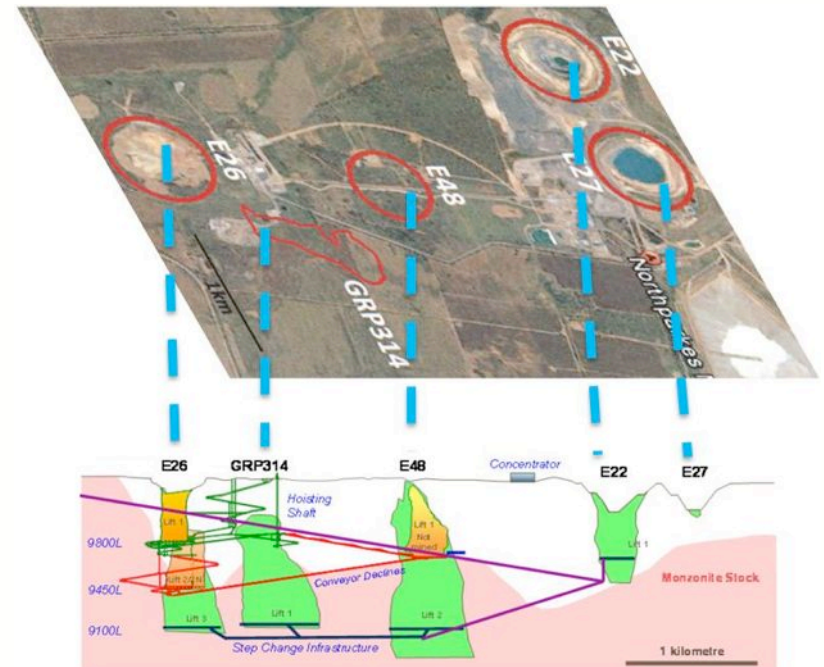 E22
E26
E48
E27
GRP314
1km
Northparkes
E26
GRP314
E48
Concentrator
E22
E27
Hoisting
Shaft
Lift 1
Lift 1
Not
mined
9800L
Lift 1
Conveyor Declines
Monzonite Stock
9450L
9100L
Lift 3
Lift 1
Lift 2
Step Change Infrastructure
1 kilometre